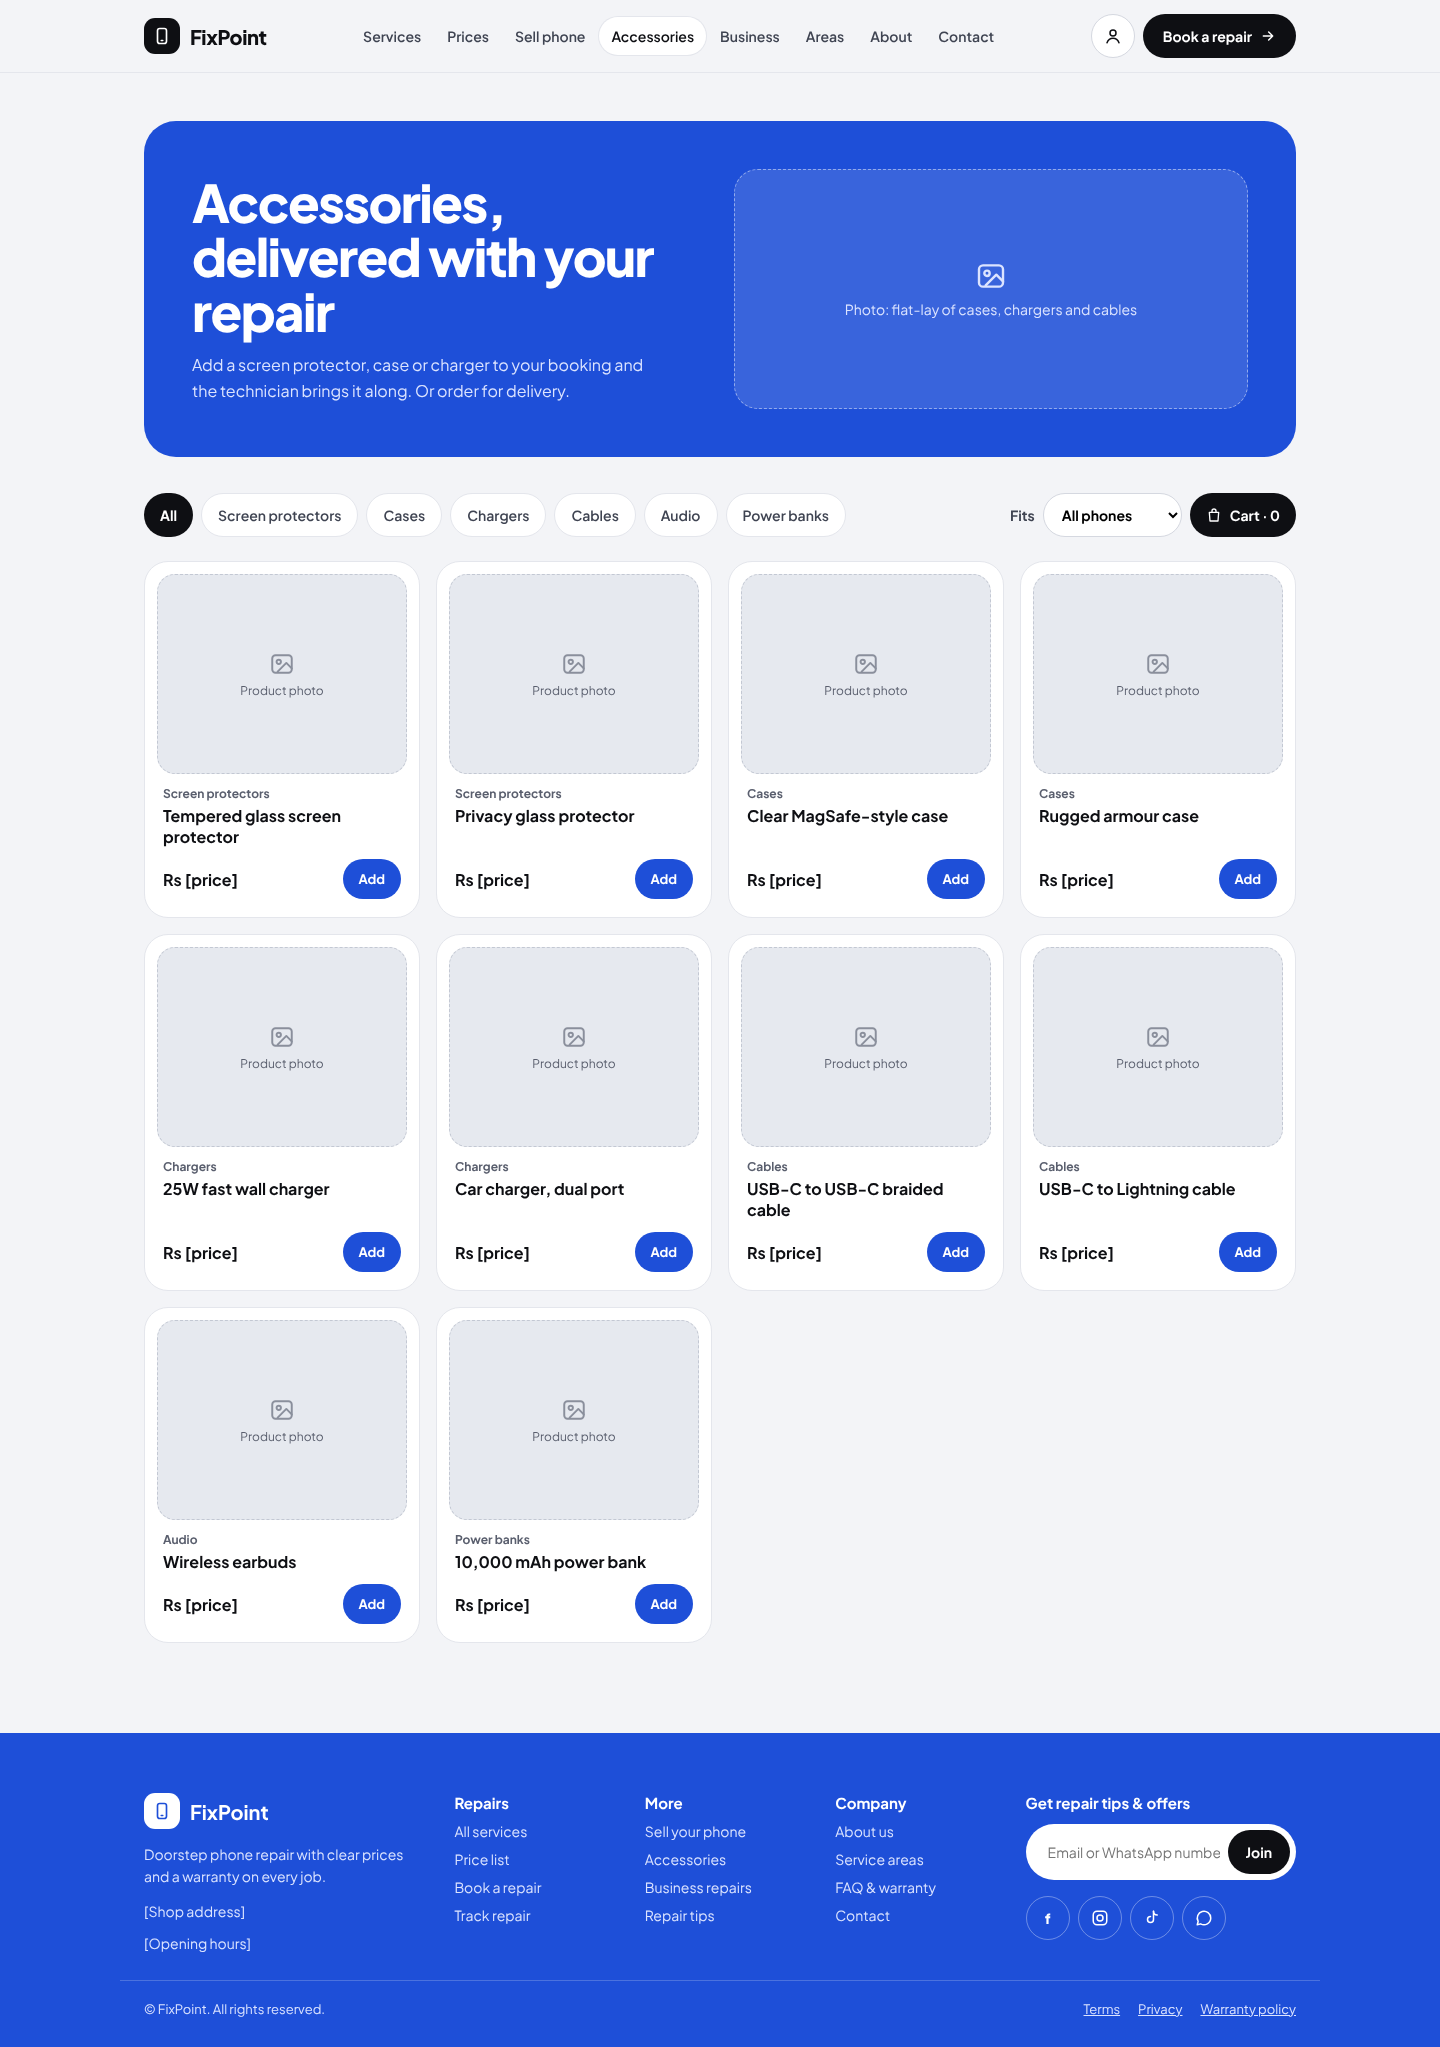 FixPoint
Services
Prices
Sell phone
Accessories
Business
Areas
About
Contact
Book a repair
Accessories,
delivered with your
repair
Add a screen protector, case or charger to your booking and
the technician brings it along. Or order for delivery.
Photo: flat-lay of cases, chargers and cables
All
Screen protectors
Cases
Chargers
Cables
Audio
Power banks
Fits
All phones
Cart · 0
Product photo
Product photo
Product photo
Product photo
Screen protectors
Tempered glass screen
protector
Rs [price]
Add
Screen protectors
Privacy glass protector
Rs [price]
Add
Cases
Clear MagSafe-style case
Rs [price]
Add
Cases
Rugged armour case
Rs [price]
Add
Product photo
Product photo
Product photo
Product photo
Chargers
25W fast wall charger
Rs [price]
Add
Chargers
Car charger, dual port
Rs [price]
Add
Cables
USB-C to USB-C braided
cable
Rs [price]
Add
Cables
USB-C to Lightning cable
Rs [price]
Add
Product photo
Product photo
Audio
Wireless earbuds
Rs [price]
Add
Power banks
10,000 mAh power bank
Rs [price]
Add
FixPoint
Doorstep phone repair with clear prices
and a warranty on every job.
[Shop address]
[Opening hours]
Repairs
All services
Price list
Book a repair
Track repair
More
Sell your phone
Accessories
Business repairs
Repair tips
Company
About us
Service areas
FAQ & warranty
Contact
Get repair tips & offers
Email or WhatsApp numbe
Join
© FixPoint. All rights reserved.
Terms
Privacy
Warranty policy